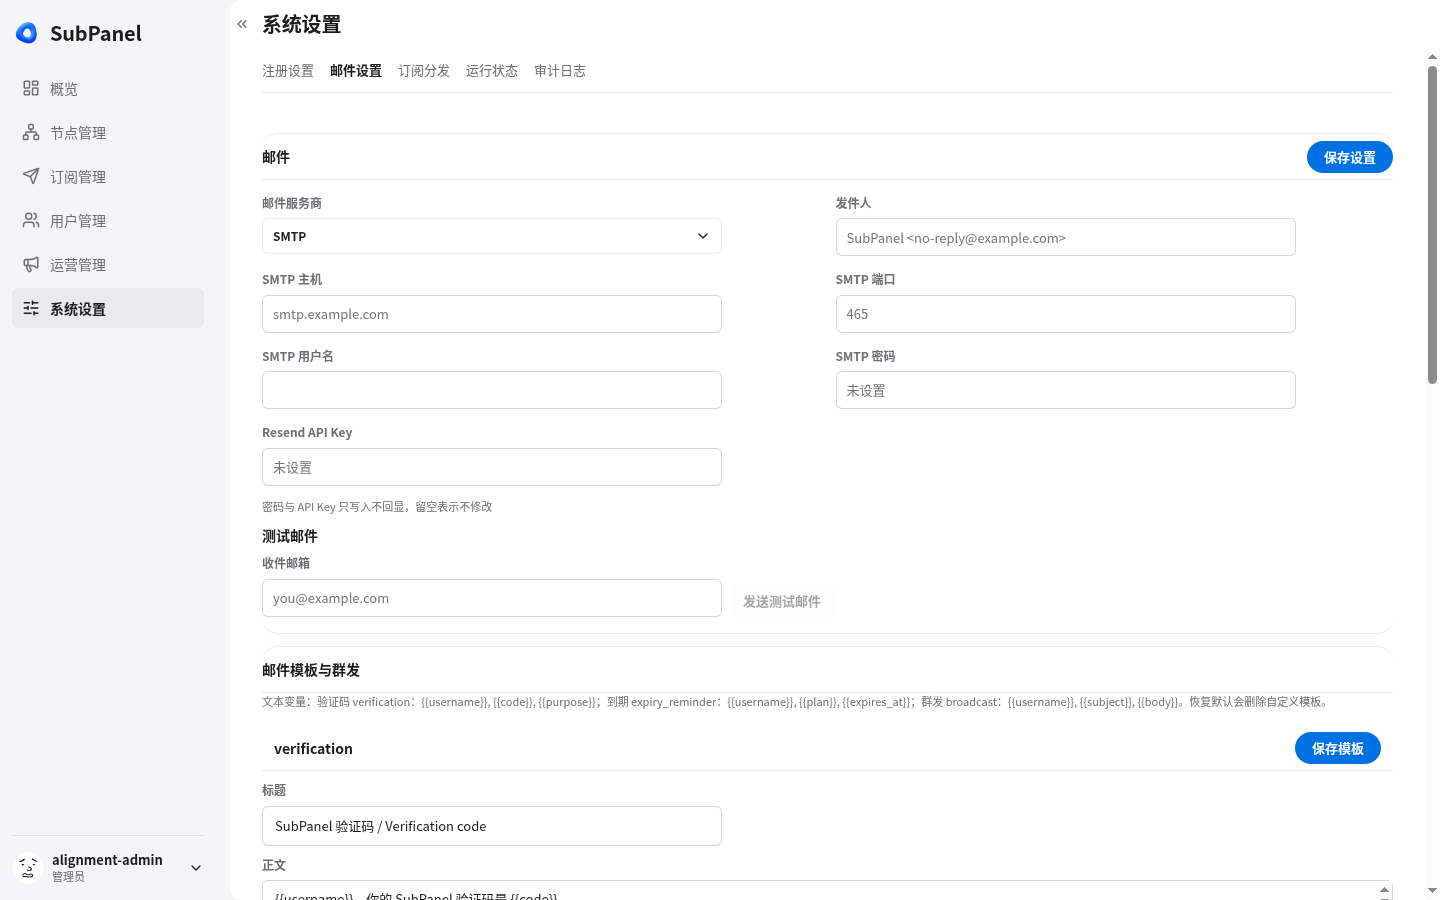 SubPanel
概览
节点管理
订阅管理
用户管理
运营管理
系统设置
alignment-admin
管理员
系统设置
注册设置 邮件设置 订阅分发 运行状态 审计日志
邮件 保存设置
邮件服务商 发件人
SMTP SubPanel <no-reply@example.com>
SMTP 主机 SMTP 端口
smtp.example.com 465
SMTP 用户名 SMTP 密码
未设置
Resend API Key
未设置
密码与 API Key 只写入不回显，留空表示不修改
测试邮件
收件邮箱
you@example.com 发送测试邮件
邮件模板与群发
文本变量：验证码 verification：{{username}}, {{code}}, {{purpose}}；到期 expiry_reminder：{{username}}, {{plan}}, {{expires_at}}；群发 broadcast：{{username}}, {{subject}}, {{body}}。恢复默认会删除自定义模板。
verification 保存模板
标题
SubPanel 验证码 / Verification code
正文
{{username}}，你的 SubPanel 验证码是 {{code}}